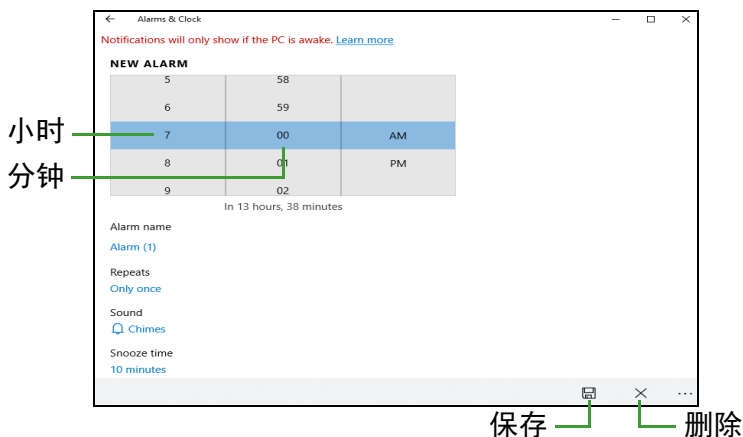 Alarms & Clock
Notifications will only show if the PC is awake. Learn more
NEW ALARM
5 58
6 59
小时 7 00 AM
8 01 PM
分钟
9 02
In 13 hours, 38 minutes
Alarm name
Alarm (1)
Repeats
Only once
Sound
Chimes
Snooze time
10 minutes
保存 删除